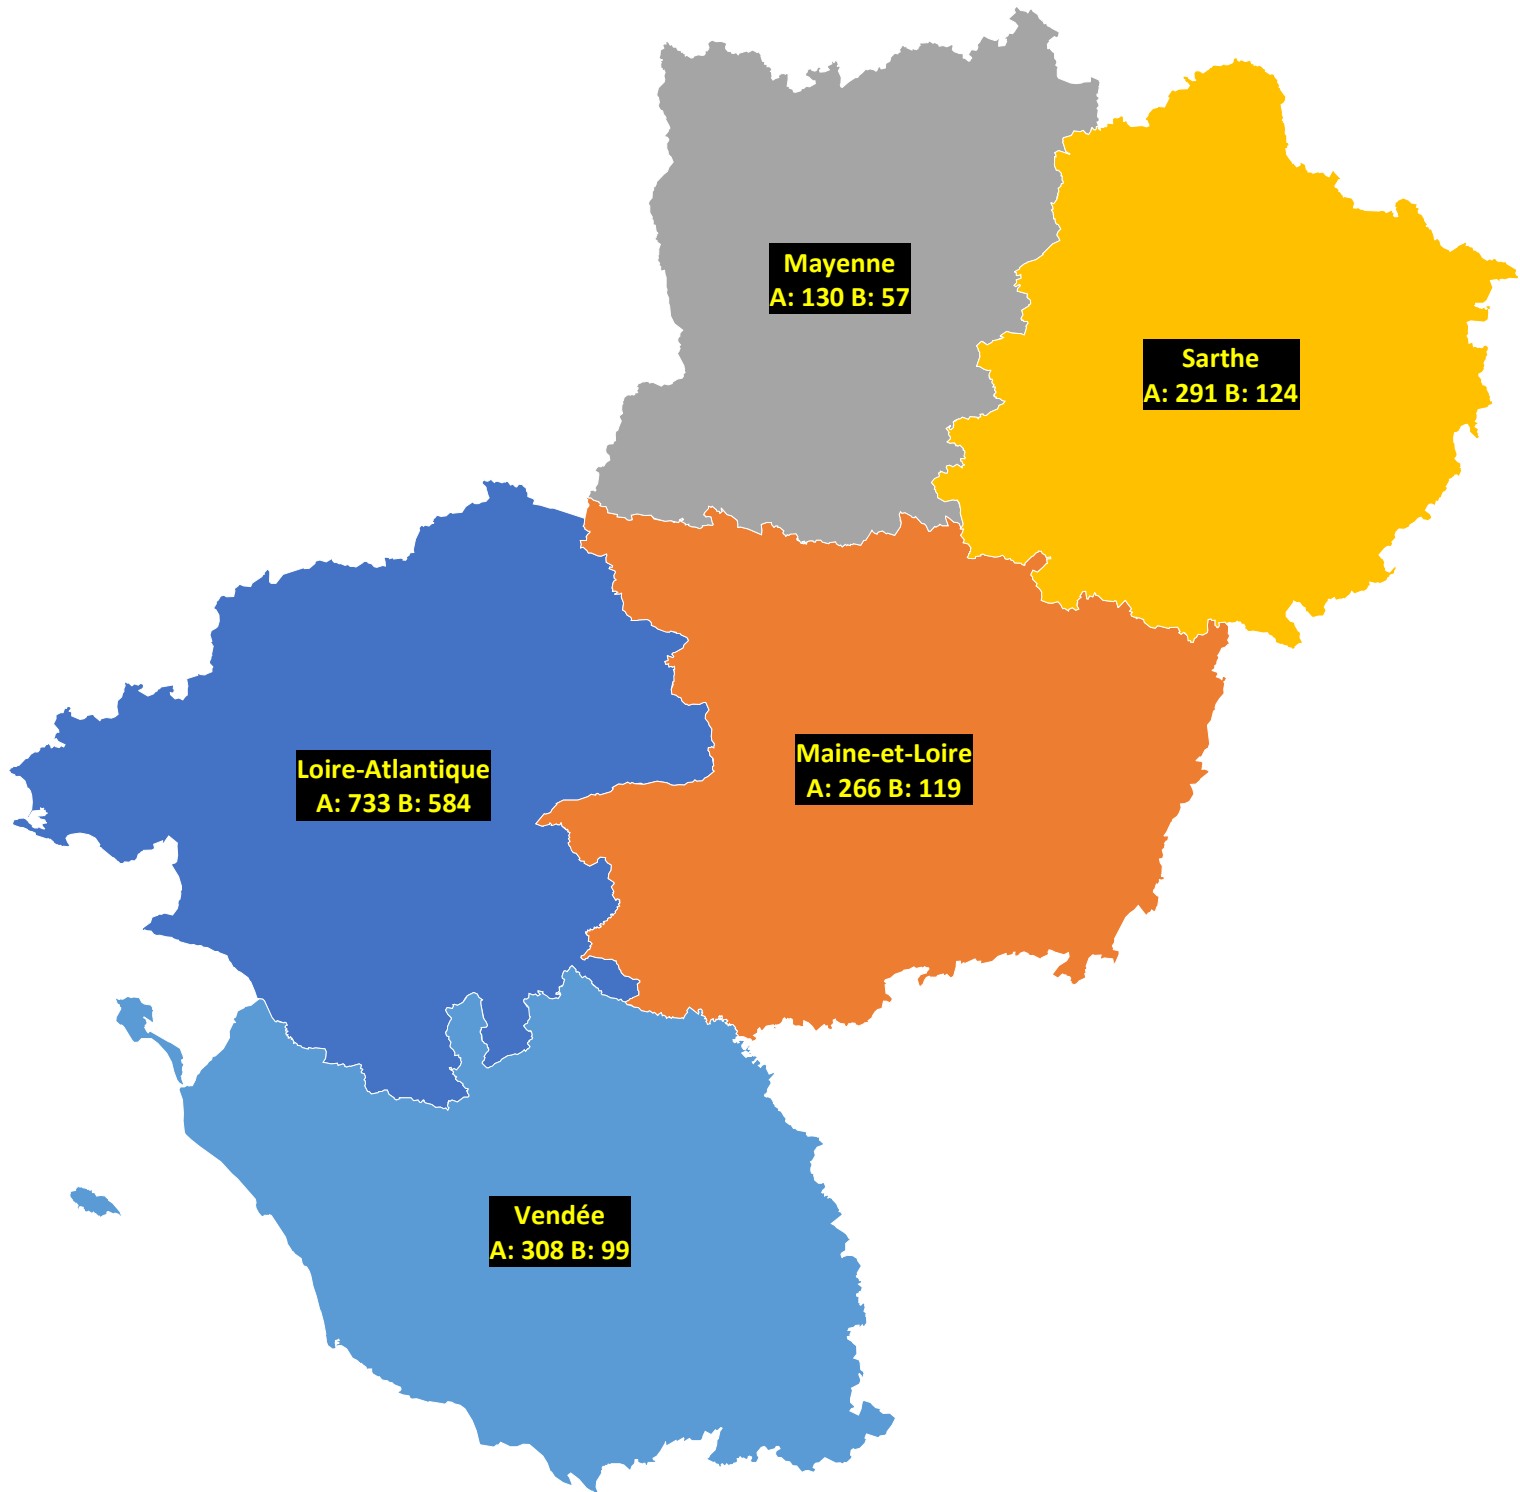 Mayenne
A: 130 B: 57
Sarthe
A: 291 B: 124
Maine-et-Loire
A: 266 B: 119
Loire-Atlantique
A: 733 B: 584
Vendée
A: 308 B: 99